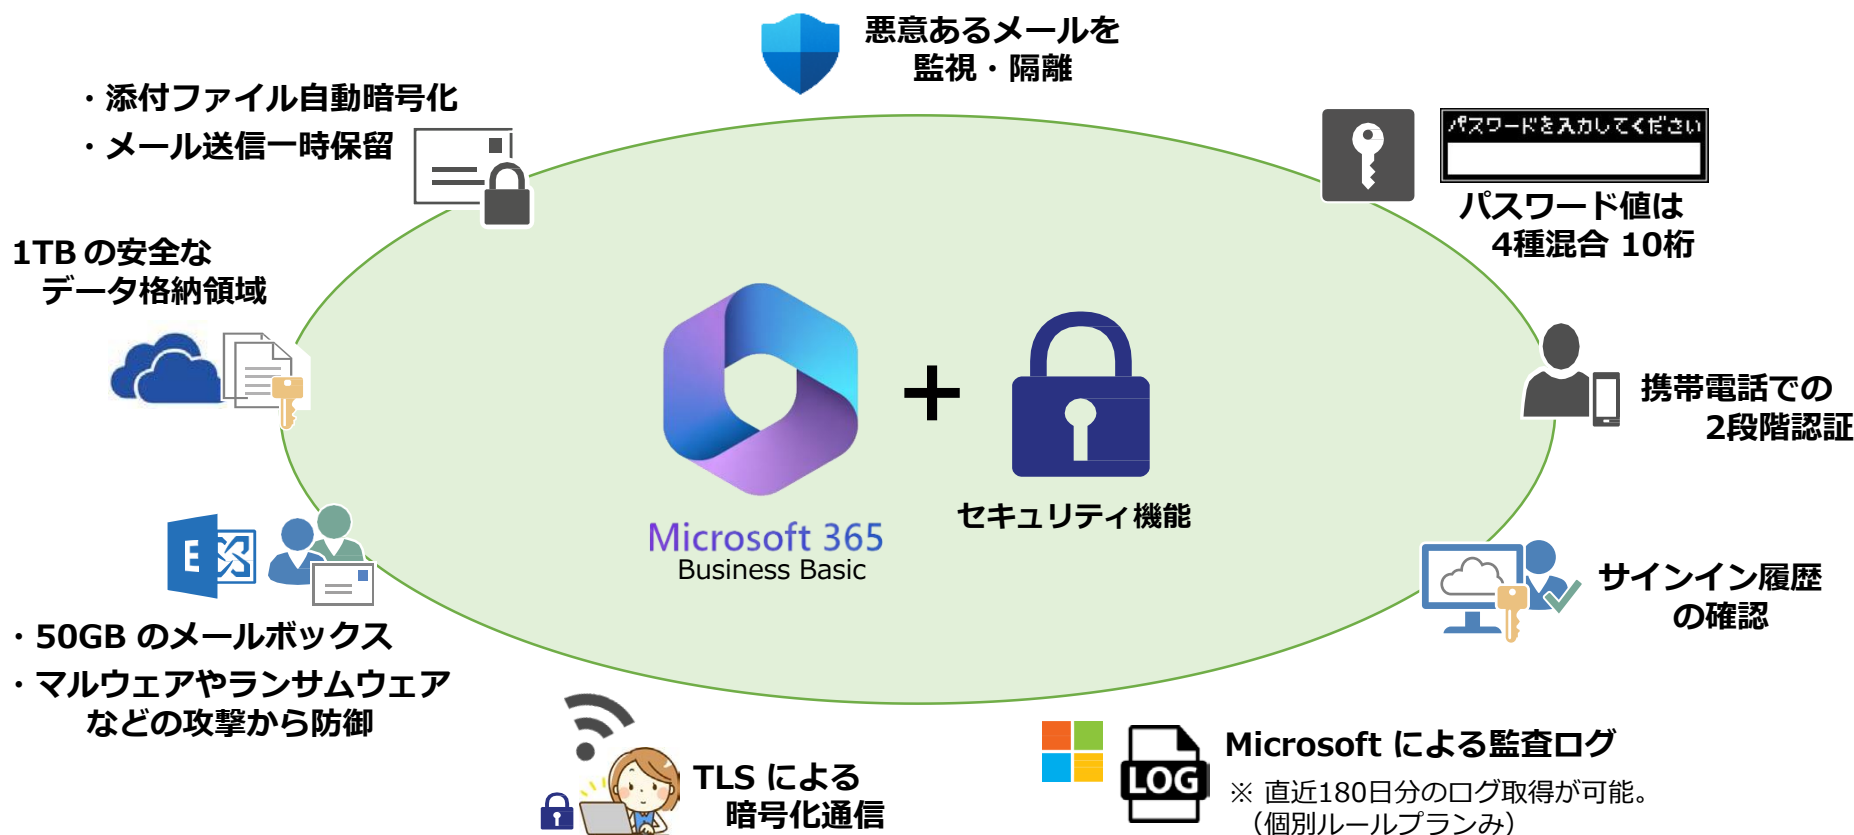 悪意あるメールを
監視・隔離
・添付ファイル自動暗号化
・メール送信一時保留
パスワードを入力してください
パスワード値は
4種混合 10桁
1TB の安全な
データ格納領域
携帯電話での
2段階認証
セキュリティ機能
Microsoft 365
Business Basic
E
サインイン履歴
の確認
・50GB のメールボックス
・マルウェアやランサムウェア
などの攻撃から防御
TLS による
暗号化通信
LOG
Microsoft による監査ログ
※ 直近180日分のログ取得が可能。
（個別ルールプランみ）